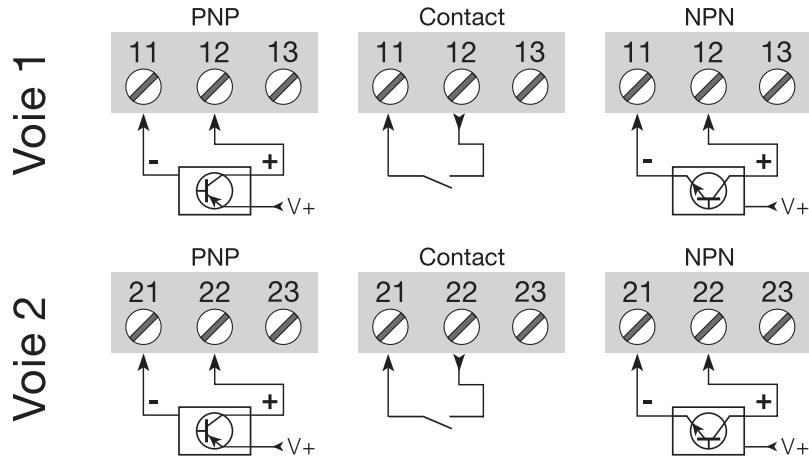 Voie 1
PNP
11 12 13
- +
V+
Contact
11 12 13
NPN
11 12 13
- +
V+
Voie 2
PNP
21 22 23
- +
V+
Contact
21 22 23
NPN
21 22 23
- +
V+